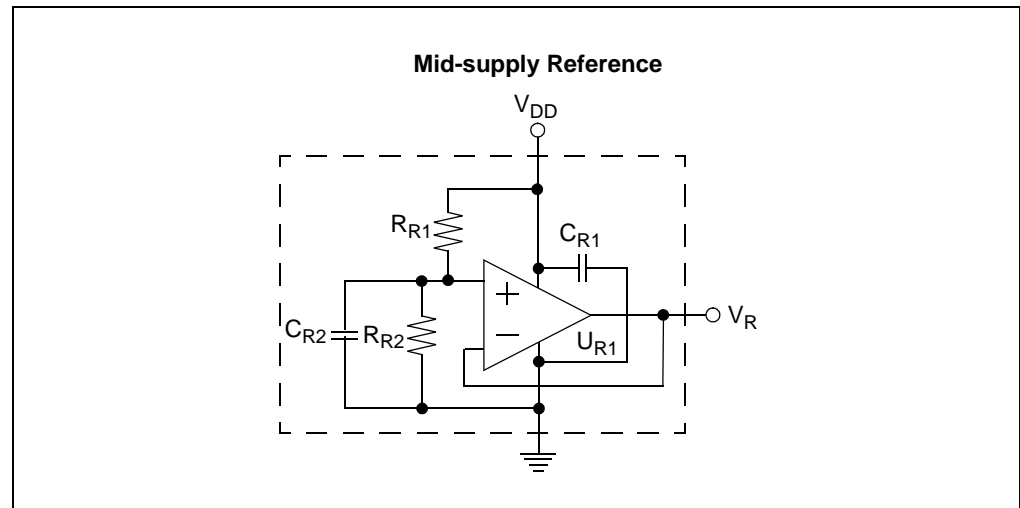 Mid-supply Reference
V_DD
R_R1
C_R1
+
−
C_R2
R_R2
U_R1
V_R